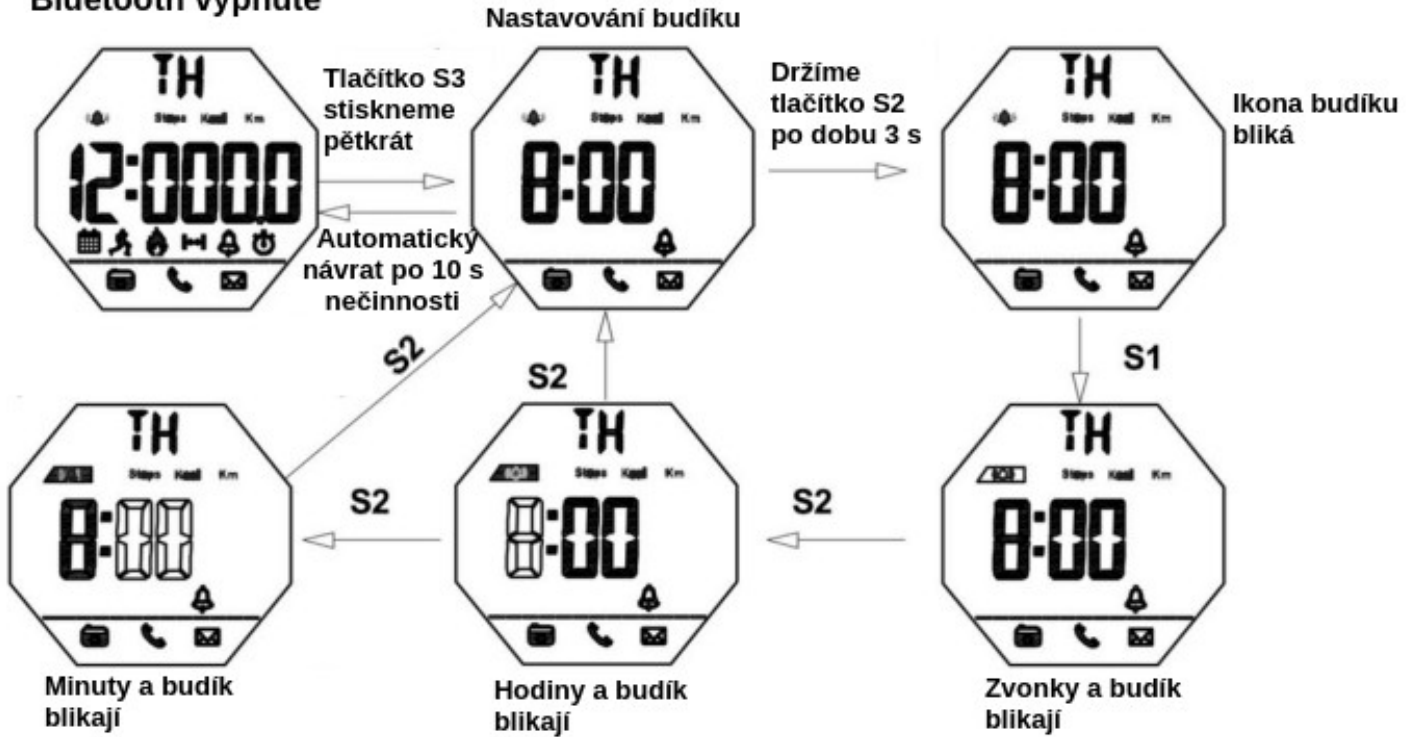 Bluetooth vypnuté
Nastavování budíku
TH
Steps Kcal Km
12:0000
Tlačítko S3
stiskneme
pětkrát
Automatický
návrat po 10 s
nečinnosti
TH
Steps Kcal Km
8:00
Držíme
tlačítko S2
po dobu 3 s
TH
Steps Kcal Km
8:00
Ikona budíku
bliká
S2
S2
S1
TH
Steps Kcal Km
8:00
Minuty a budík
blikají
S2
TH
Steps Kcal Km
8:00
Hodiny a budík
blikají
S2
TH
Steps Kcal Km
8:00
Zvonky a budík
blikají